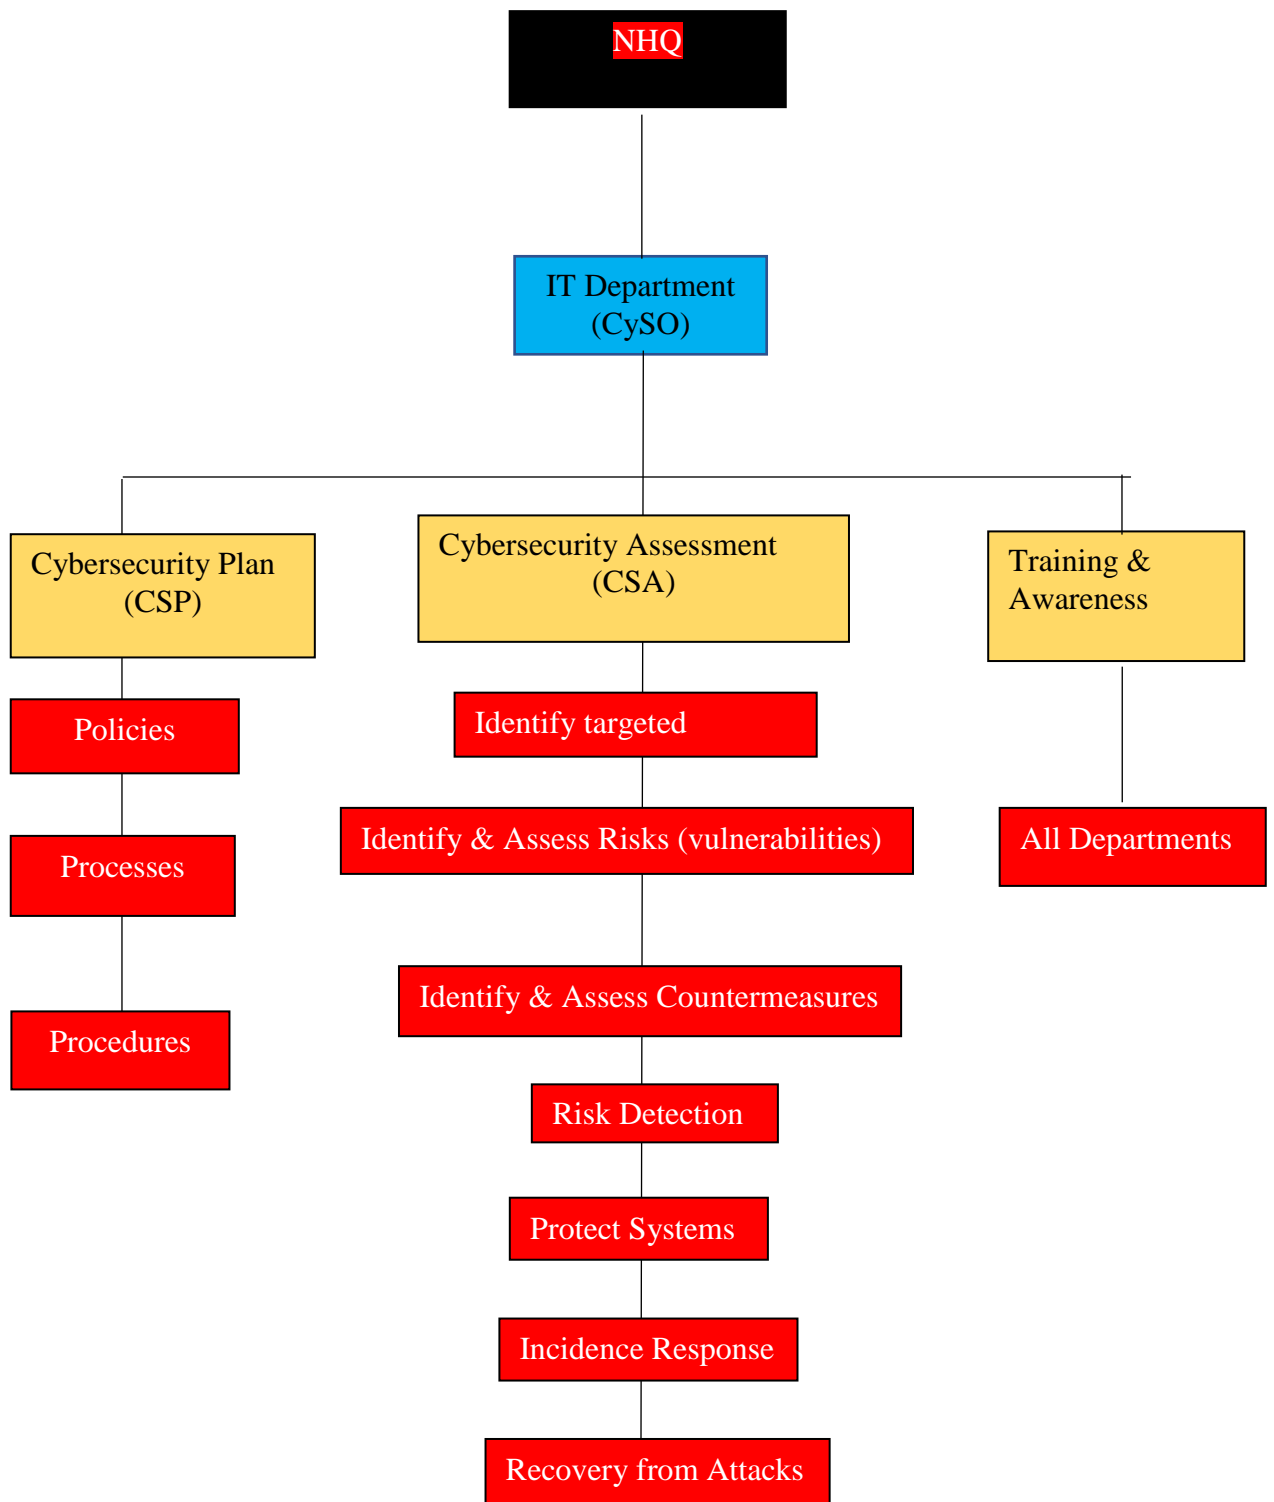 NHQ
IT Department
(CySO)
Cybersecurity Plan
(CSP)
Cybersecurity Assessment
(CSA)
Training &
Awareness
Policies
Processes
Procedures
Identify targeted
Identify & Assess Risks (vulnerabilities)
Identify & Assess Countermeasures
Risk Detection
Protect Systems
Incidence Response
Recovery from Attacks
All Departments